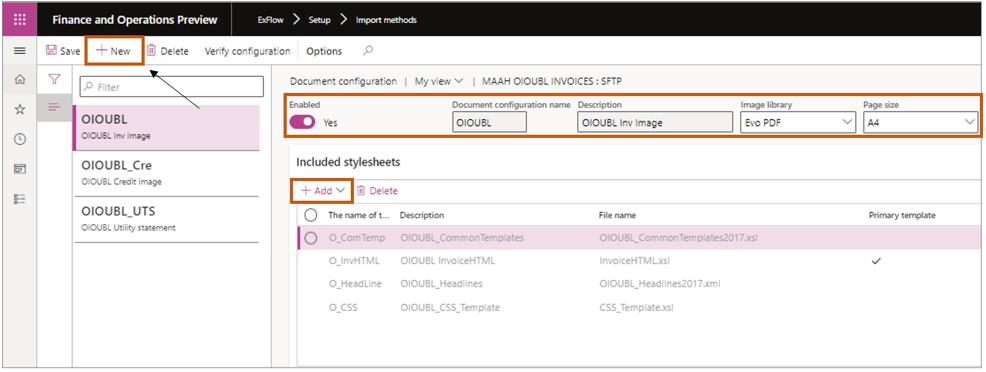 Finance and Operations Preview ExFlow Setup Import methods
Save New Delete Verify configuration Options
Filter
OIOUBL
OIOUBL Inv Image
OIOUBL_Cre
OIOUBL Credit image
OIOUBL_UTS
OIOUBL Utility statement
Document configuration | My view | MAAH OIOUBL INVOICES : SFTP
Enabled Document configuration name Description Image library Page size
Yes OIOUBL OIOUBL Inv Image Evo PDF A4
Included stylesheets
Add Delete
The name of t... Description File name Primary template
O_ComTemp OIOUBL_CommonTemplates OIOUBL_CommonTemplates2017.xsl
O_InvHTML OIOUBL InvoiceHTML InvoiceHTML.xsl
O_HeadLine OIOUBL_Headlines OIOUBL_Headlines2017.xml
O_CSS OIOUBL_CSS_Template CSS_Template.xsl